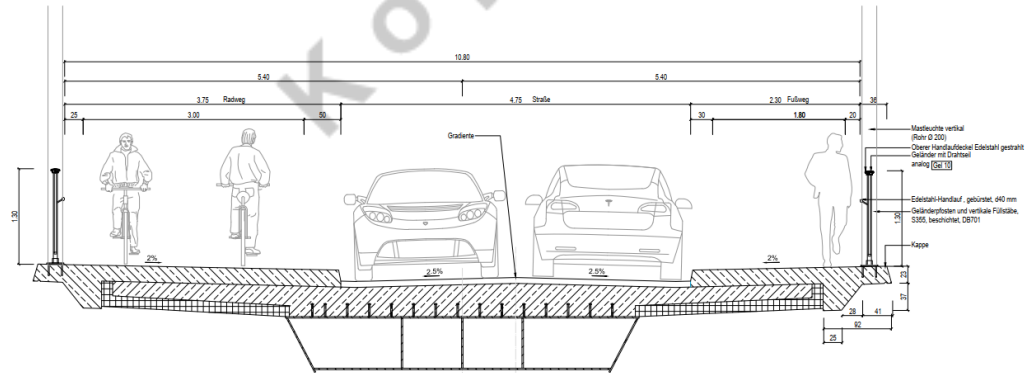 Kop
10.80
5.40
5.40
3.75 Radweg
4.75 Straße
2.30 Fußweg
36
25
3.00
50
30
1.80
20
Gradiente
Mastleuchte vertikal
(Rohr Ø 200)
Oberer Handlaufdeckel Edelstahl gestrahlt
Geländer mit Drahtseil
analog Gel 10
1.30
1.30
Edelstahl-Handlauf , gebürstet, d40 mm
Geländerpfosten und vertikale Füllstäbe,
S355, beschichtet, DB701
Kappe
2%
2.5%
2.5%
2%
23
37
28
41
92
25